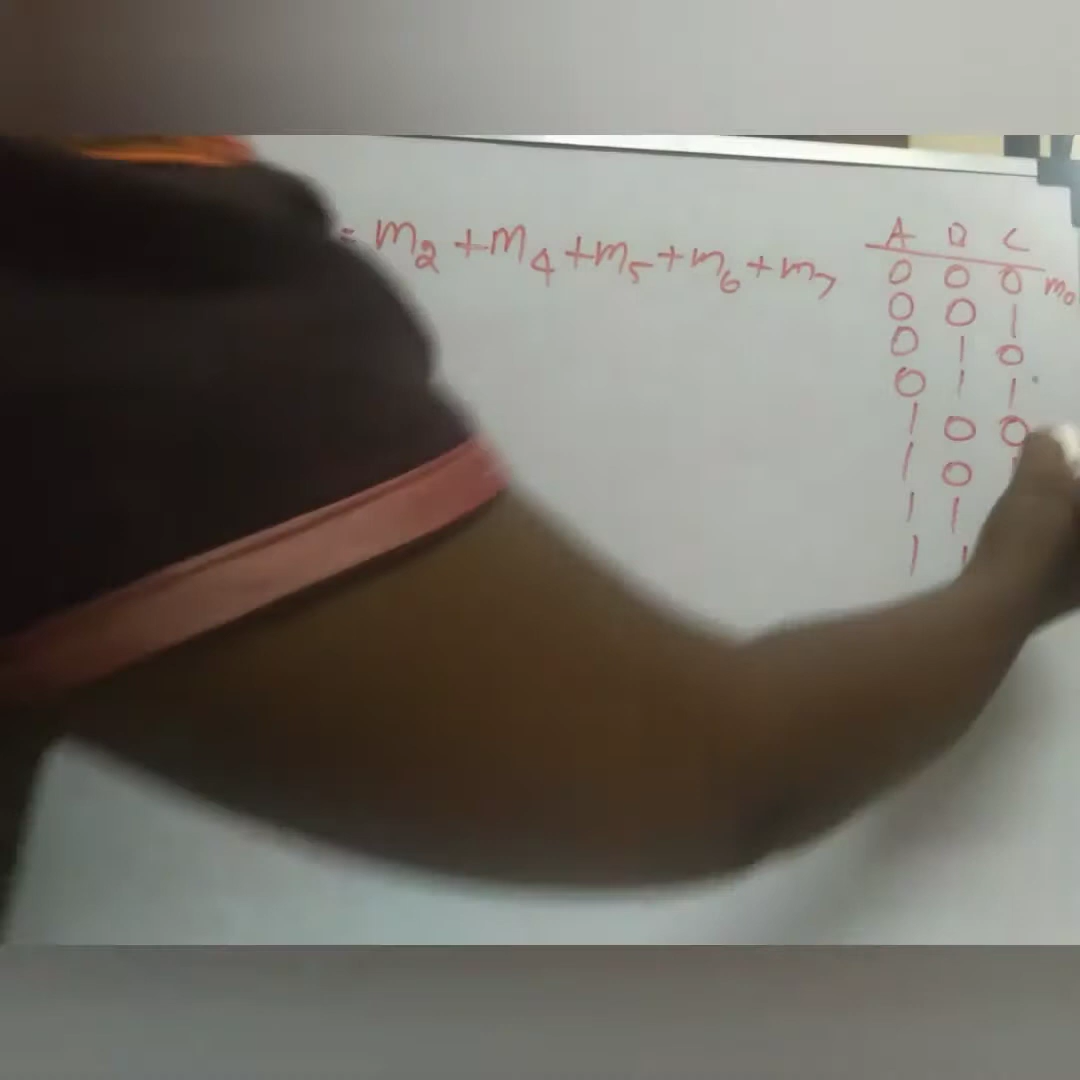 = m2 + m4 + m5 + m6 + m7
A B C
0 0 0 m0
0 0 1
0 1 0
0 1 1
1 0 0
1 0 1
1 1
1 1